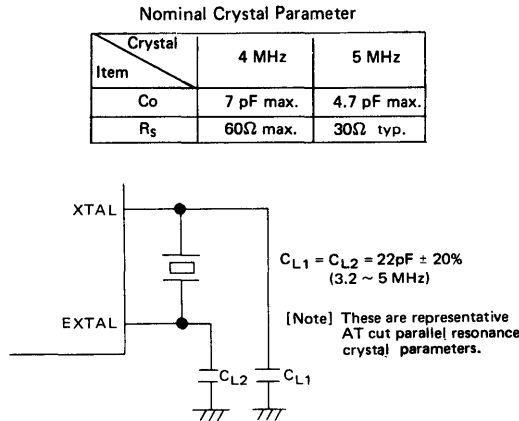 Nominal Crystal Parameter
Crystal
Item
4 MHz
5 MHz
Co
7 pF max.
4.7 pF max.
Rs
60Ω max.
30Ω typ.
XTAL
EXTAL
CL1 = CL2 = 22pF ± 20%
(3.2 ~ 5 MHz)
[Note] These are representative
AT cut parallel resonance
crystal parameters.
CL2
CL1